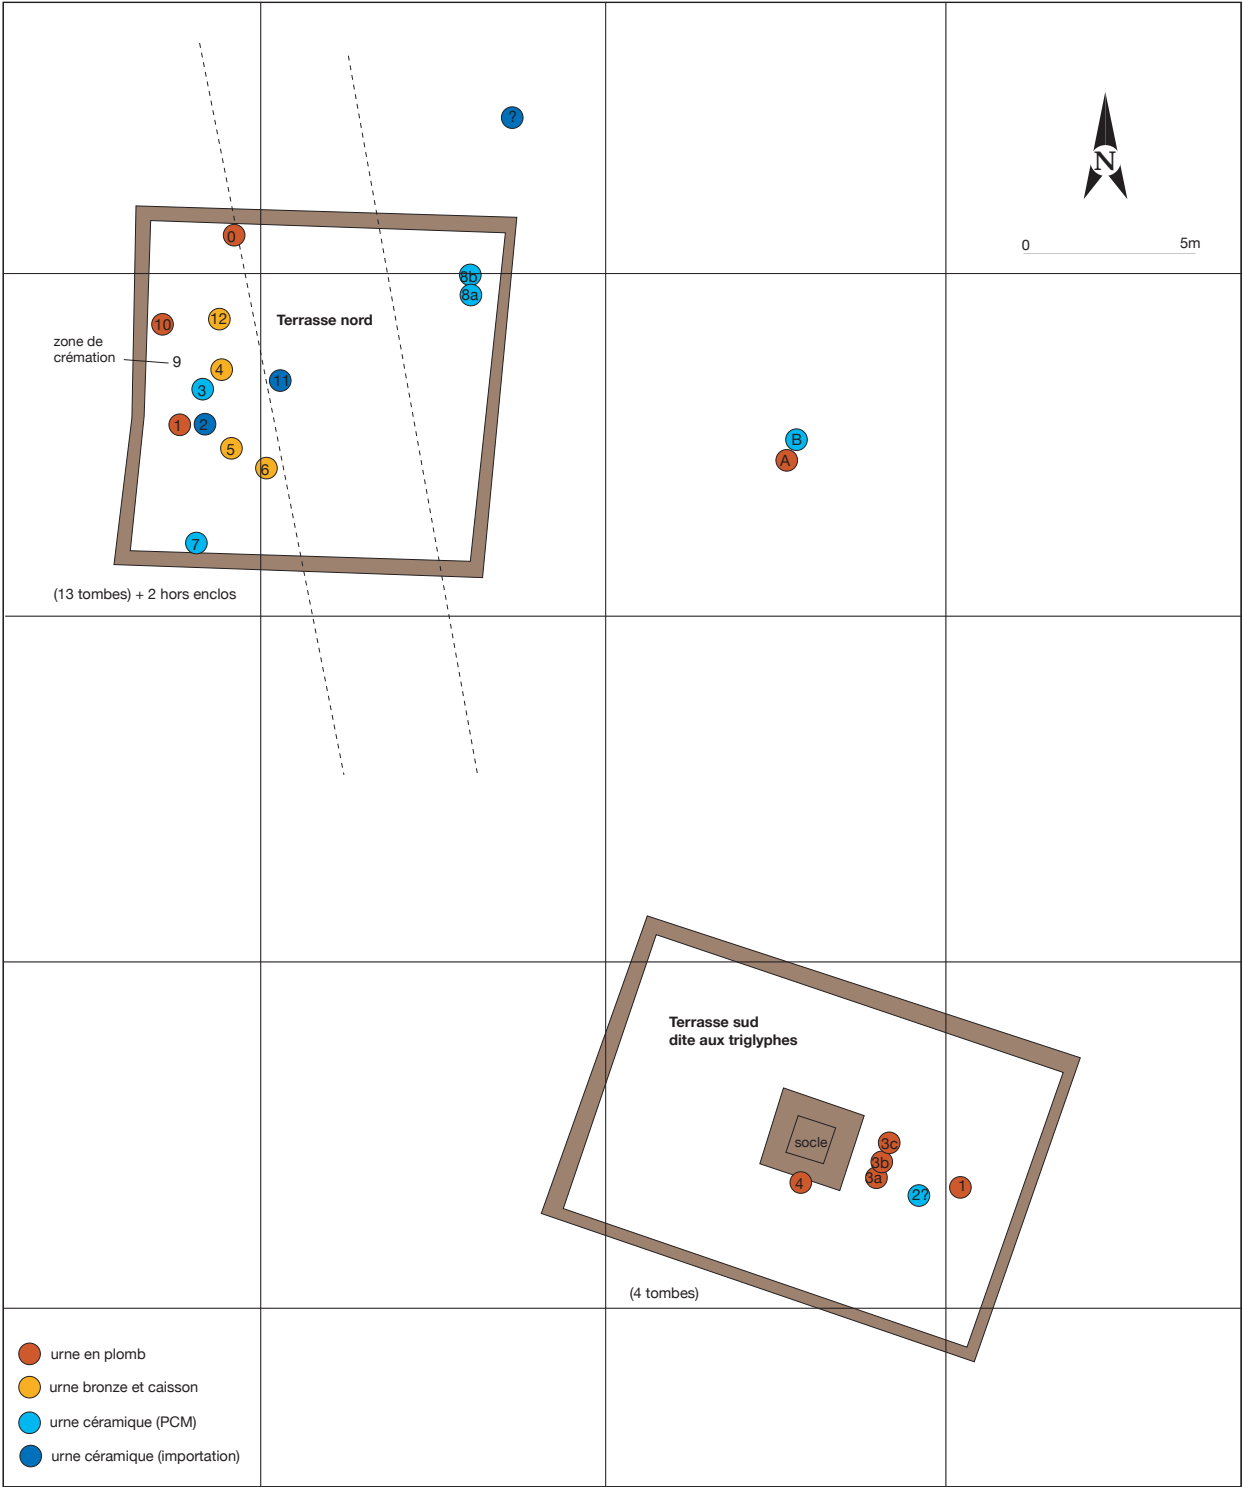 ?
N
0 5m
0
8b
8a
10
12
Terrasse nord
zone de
crémation
9
4
11
3
1
2
5
6
B
A
7
(13 tombes) + 2 hors enclos
Terrasse sud
dite aux triglyphes
socle
3c
3b
3a
4
2?
1
(4 tombes)
urne en plomb
urne bronze et caisson
urne céramique (PCM)
urne céramique (importation)